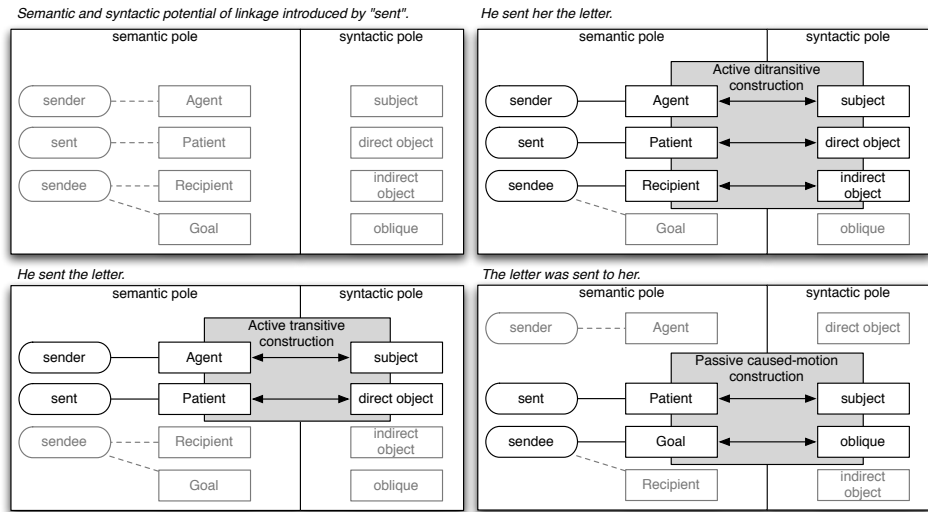 Semantic and syntactic potential of linkage introduced by "sent".
semantic pole
syntactic pole
sender
Agent
subject
sent
Patient
direct object
sendee
Recipient
indirect
object
Goal
oblique
He sent her the letter.
semantic pole
syntactic pole
Active ditransitive
construction
sender
Agent
subject
sent
Patient
direct object
sendee
Recipient
indirect
object
Goal
oblique
He sent the letter.
semantic pole
syntactic pole
Active transitive
construction
sender
Agent
subject
sent
Patient
direct object
sendee
Recipient
indirect
object
Goal
oblique
The letter was sent to her.
semantic pole
syntactic pole
sender
Agent
direct object
Passive caused-motion
construction
sent
Patient
subject
sendee
Goal
oblique
Recipient
indirect
object